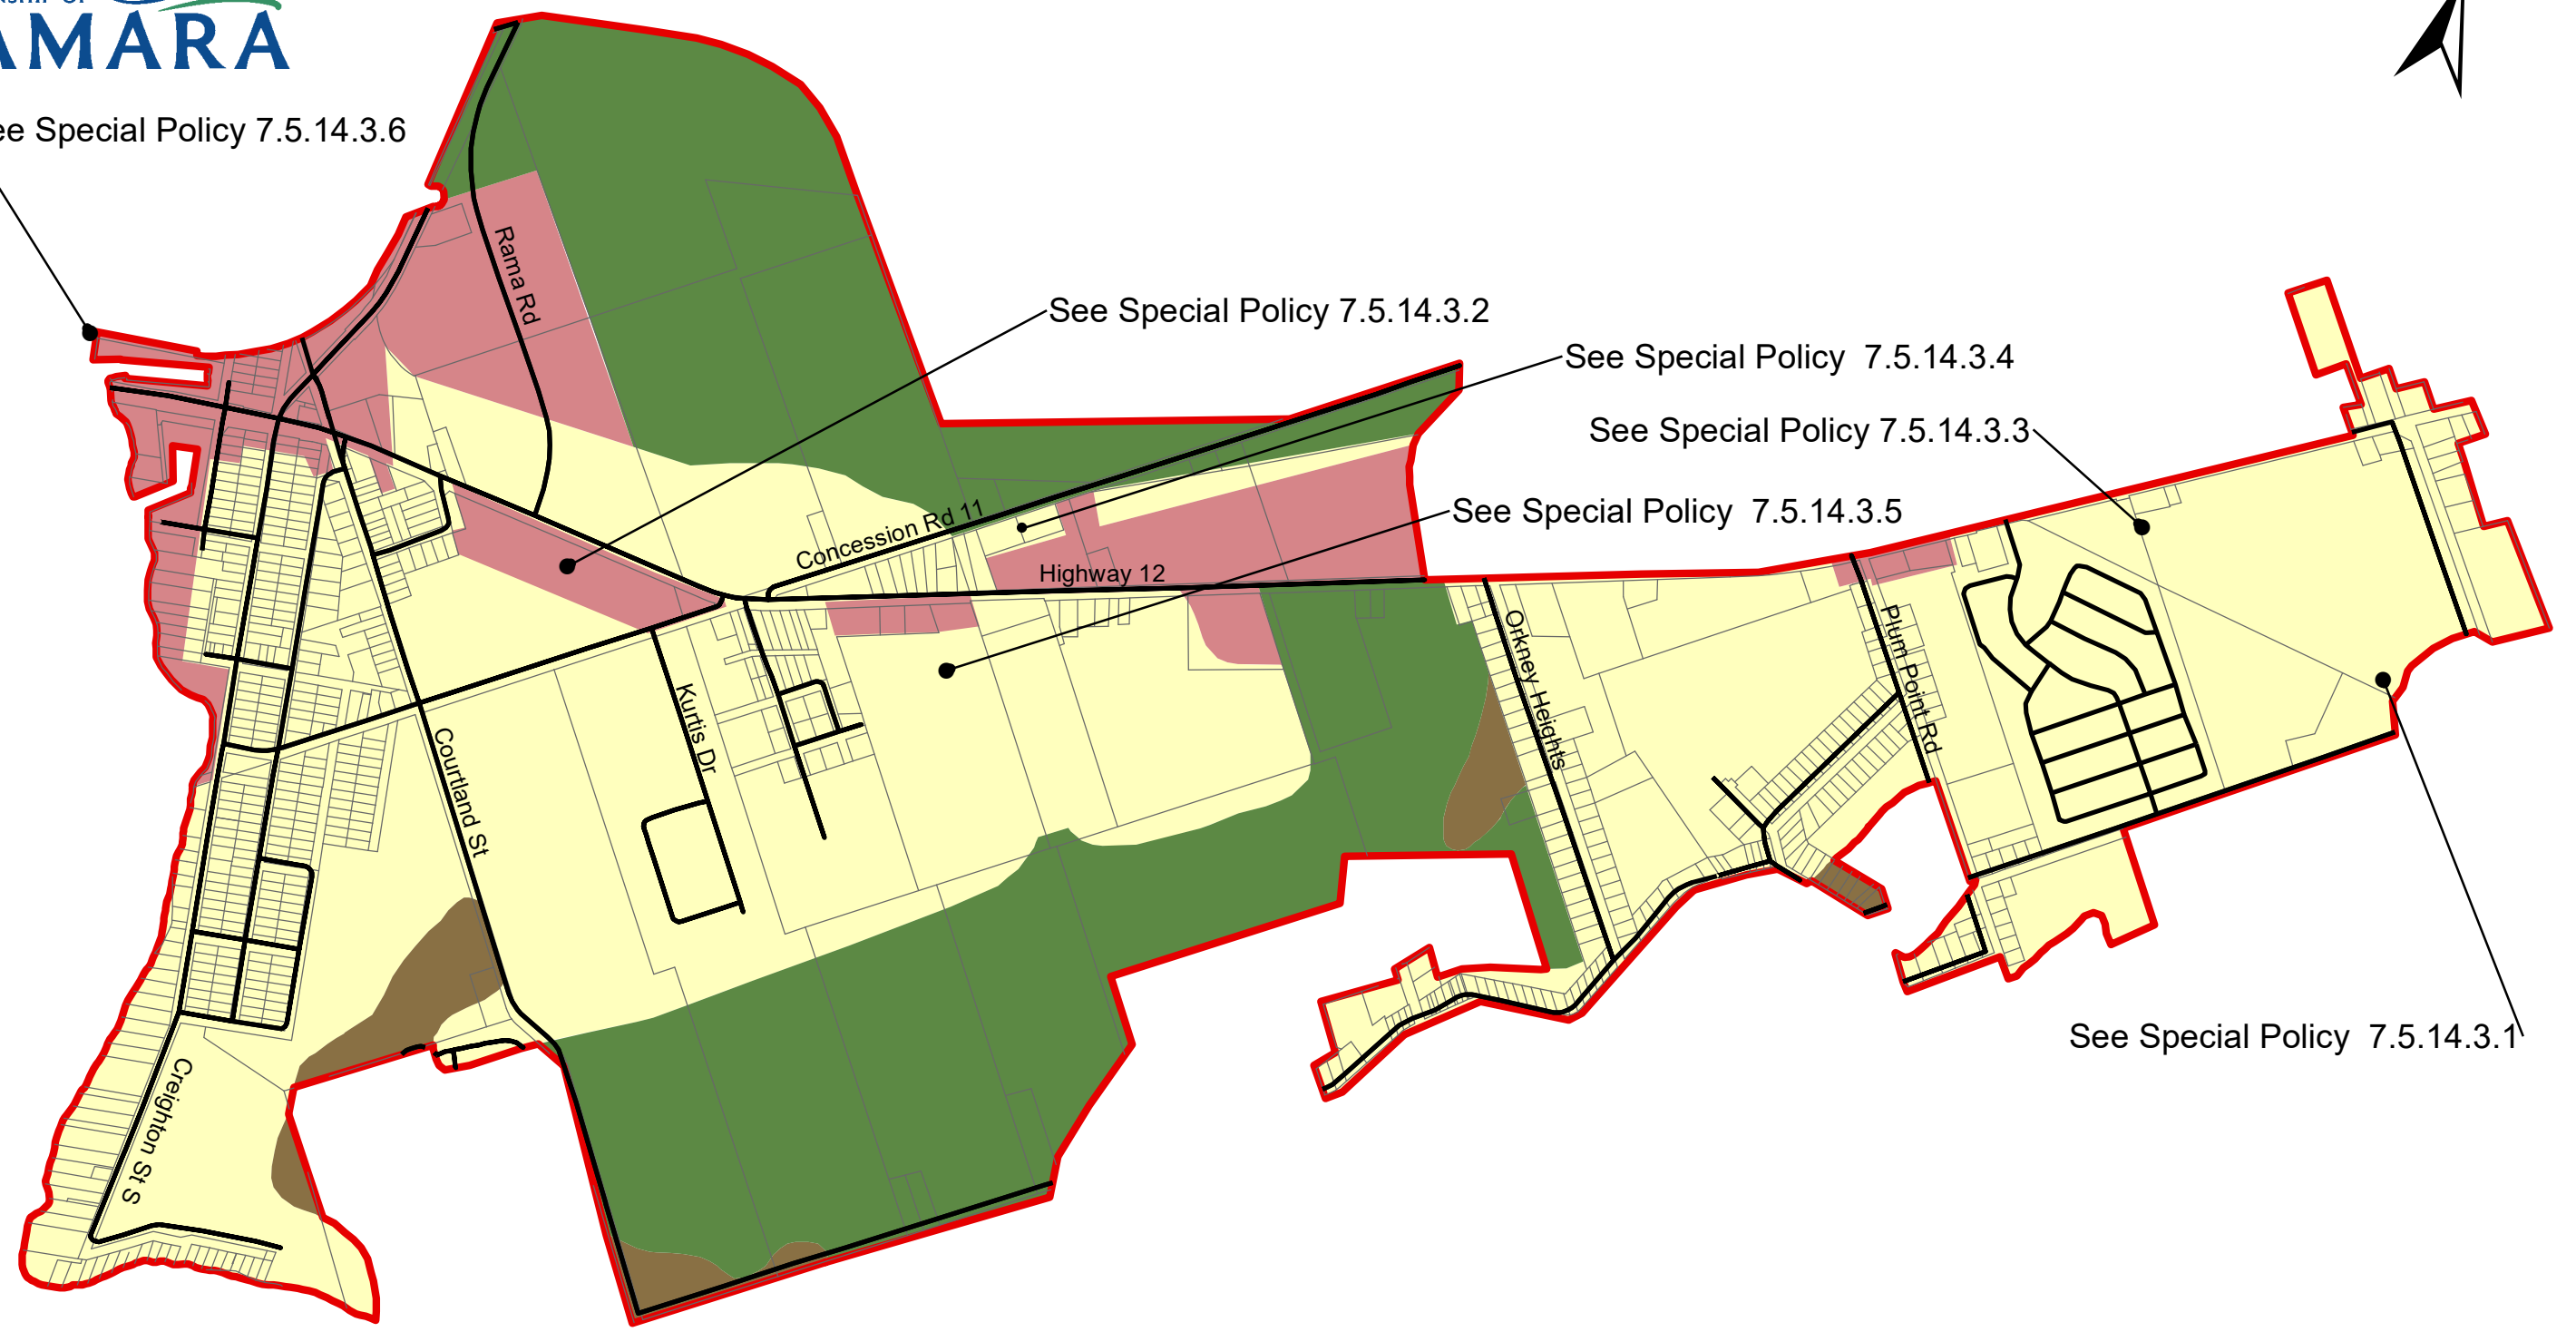 AMARA
See Special Policy 7.5.14.3.6
Rama Rd
See Special Policy 7.5.14.3.2
See Special Policy 7.5.14.3.4
See Special Policy 7.5.14.3.3
See Special Policy 7.5.14.3.5
Concession Rd 11
Highway 12
Orkney Heights
Plum Point Rd
Kurtis Dr
Courtland St
See Special Policy 7.5.14.3.1
Creighton St S